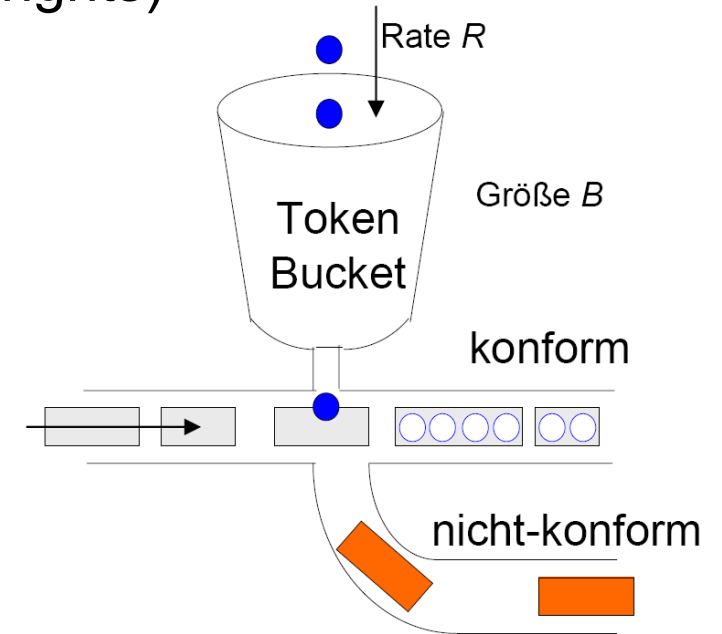 Rate R
Größe B
Token
Bucket
konform
nicht-konform